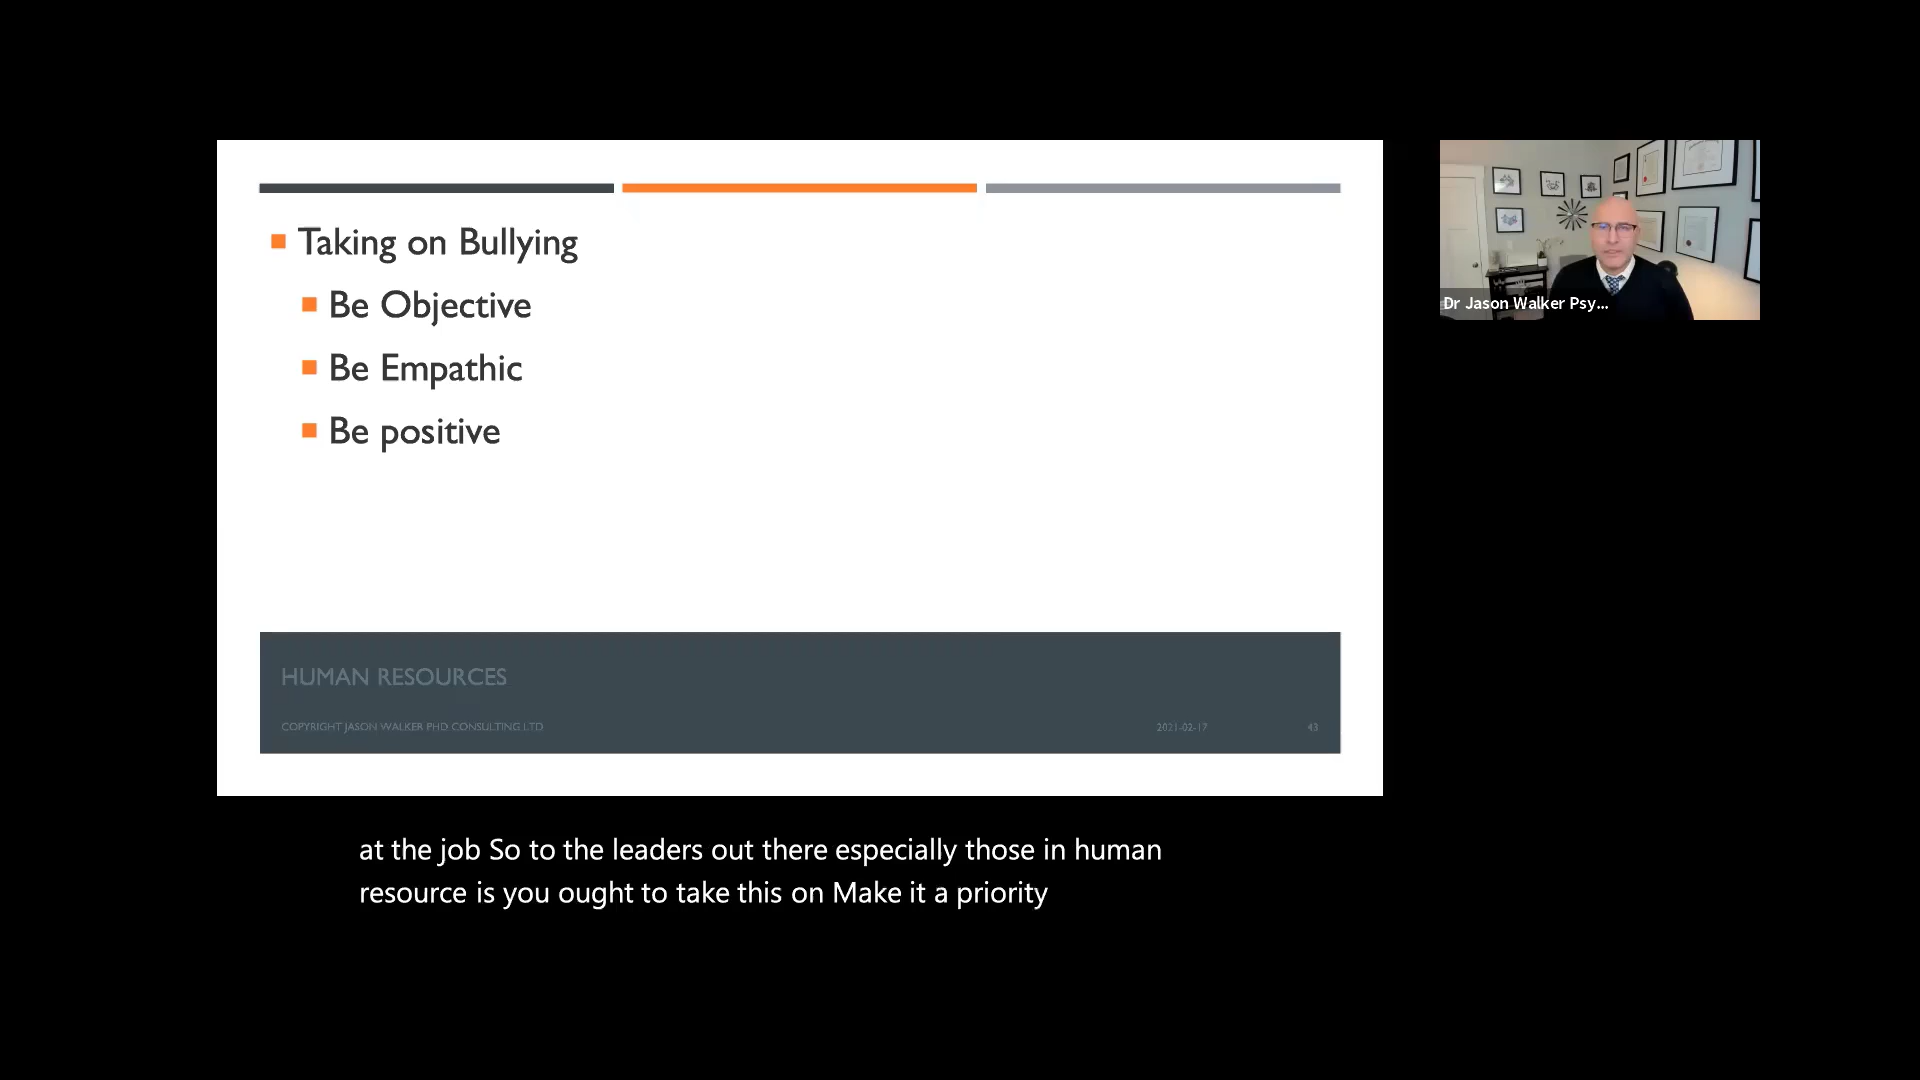 Taking on Bullying
Be Objective
Be Empathic
Be positive
HUMAN RESOURCES
COPYRIGHT JASON WALKER PHD CONSULTING LTD
2021-02-17
43
Dr Jason Walker Psy...
at the job So to the leaders out there especially those in human
resource is you ought to take this on Make it a priority